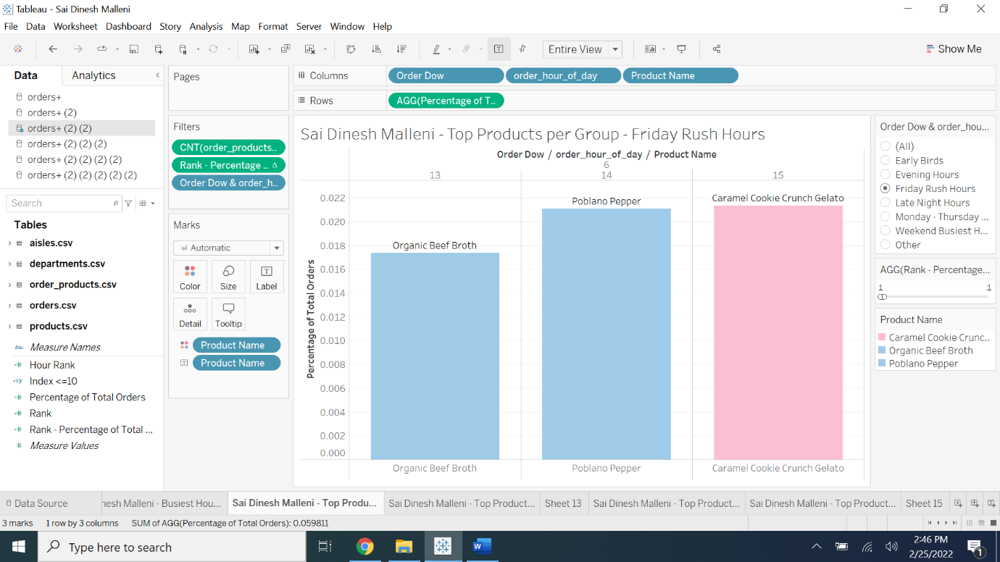 Tableau - Sai Dinesh Malleni
File Data Worksheet Dashboard Story Analysis Map Format Server Window Help
Entire View
Show Me
Data
Analytics
orders+
orders+ (2)
orders+ (2) (2)
orders+ (2) (2) (2)
orders+ (2) (2) (2) (2)
orders+ (2) (2) (2) (2) (2)
Search
Tables
aisles.csv
departments.csv
order_products.csv
orders.csv
products.csv
Abc Measure Names
Hour Rank
Index <=10
Percentage of Total Orders
Rank
Rank - Percentage of Total ...
Measure Values
Pages
Filters
CNT(order_products..
Rank - Percentage .. Δ
Order Dow & order_h..
Marks
Automatic
Color
Size
Label
Detail
Tooltip
Product Name
Product Name
Columns
Order Dow
order_hour_of_day
Product Name
Rows
AGG(Percentage of T..
Sai Dinesh Malleni - Top Products per Group - Friday Rush Hours
Order Dow / order_hour_of_day / Product Name
6
13
14
15
Percentage of Total Orders
0.022
0.020
0.018
0.016
0.014
0.012
0.010
0.008
0.006
0.004
0.002
0.000
Organic Beef Broth
Poblano Pepper
Caramel Cookie Crunch Gelato
Organic Beef Broth
Poblano Pepper
Caramel Cookie Crunch Gelato
Order Dow & order_hou...
(All)
Early Birds
Evening Hours
Friday Rush Hours
Late Night Hours
Monday - Thursday ...
Weekend Busiest H...
Other
AGG(Rank - Percentage...
1
1
Product Name
Caramel Cookie Crunc..
Organic Beef Broth
Poblano Pepper
Data Source
nesh Malleni - Busiest Hou...
Sai Dinesh Malleni - Top Produ...
Sai Dinesh Malleni - Top Product...
Sheet 13
Sai Dinesh Malleni - Top Product...
Sai Dinesh Malleni - Top Product...
Sheet 15
3 marks
1 row by 3 columns
SUM of AGG(Percentage of Total Orders): 0.059811
Type here to search
2:46 PM
2/25/2022
1